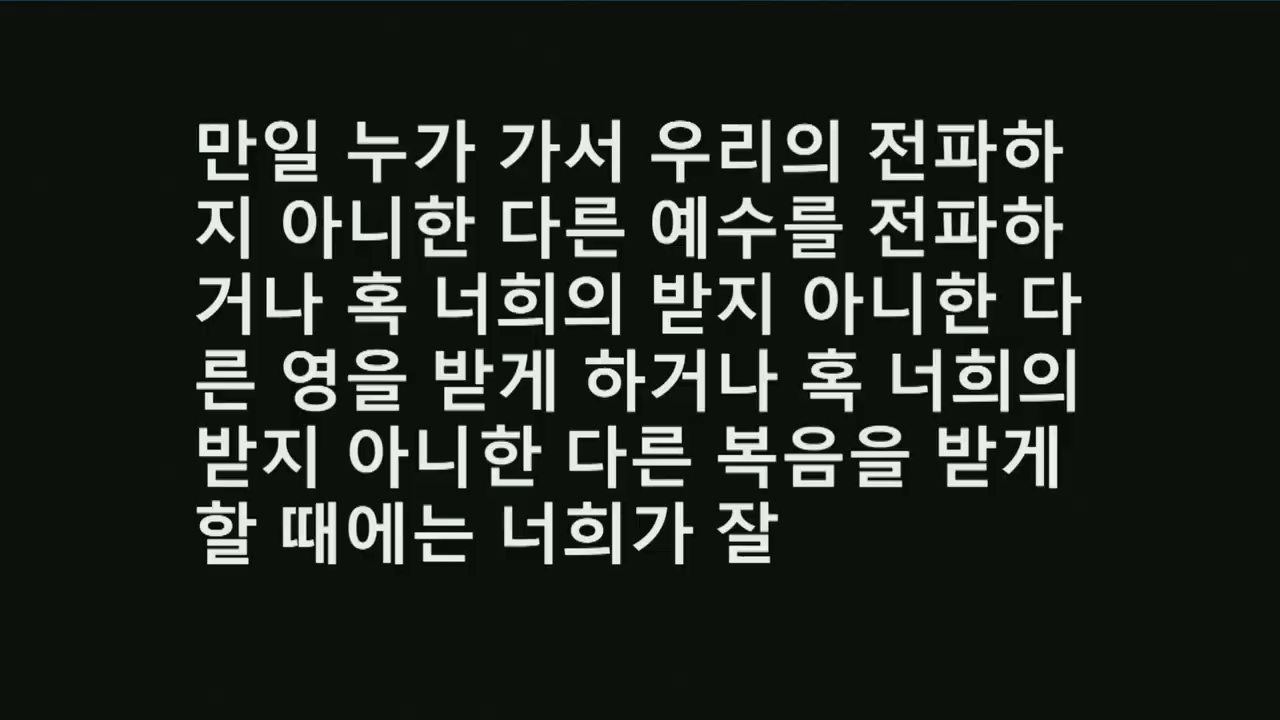 만일 누가 가서 우리의 전파하
지 아니한 다른 예수를 전파하
거나 혹 너희의 받지 아니한 다
른 영을 받게 하거나 혹 너희의
받지 아니한 다른 복음을 받게
할 때에는 너희가 잘